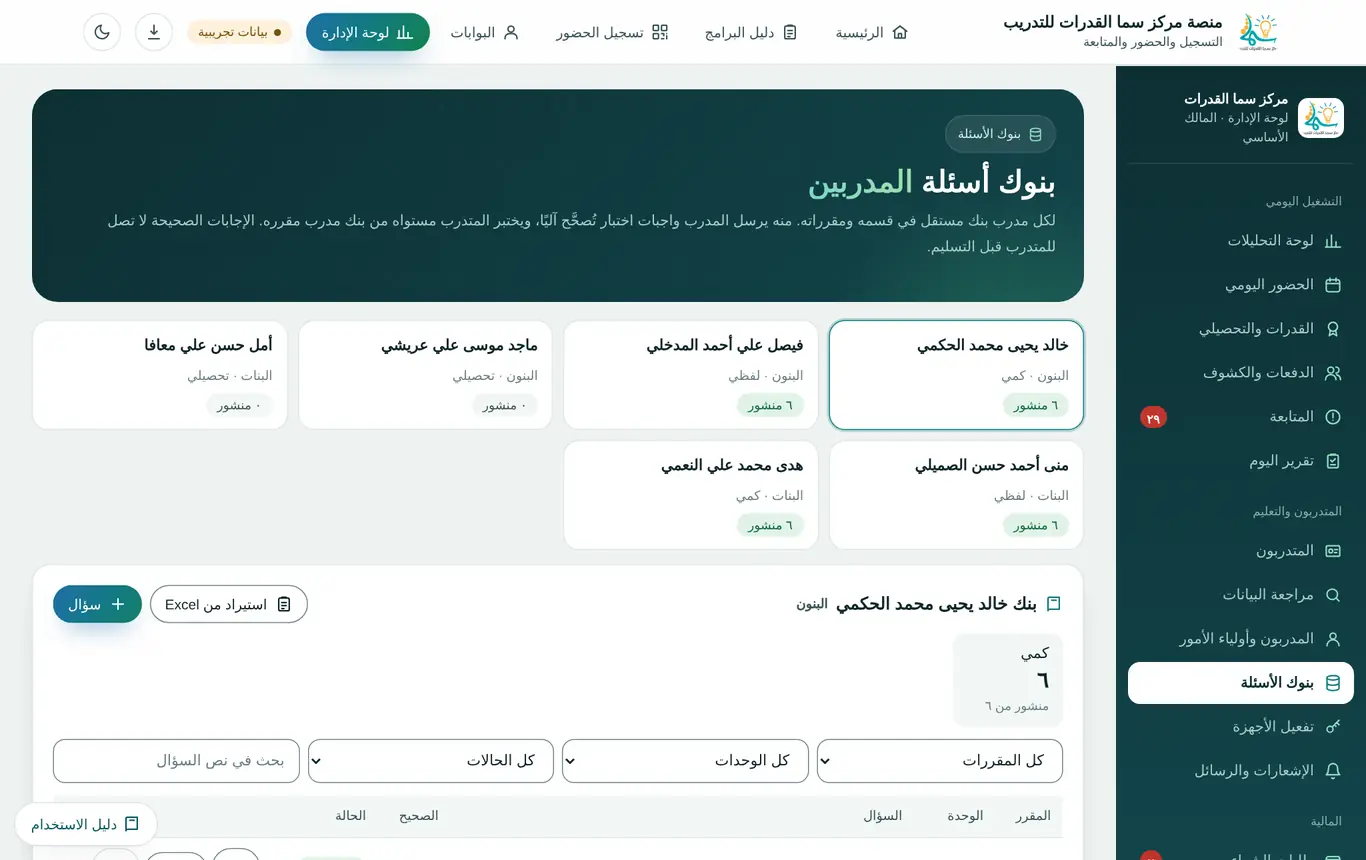 منصة مركز سما القدرات للتدريب
التسجيل والحضور والمتابعة
الرئيسية
دليل البرامج
تسجيل الحضور
البوابات
لوحة الإدارة
بيانات تجريبية
مركز سما القدرات
لوحة الإدارة · المالك
الأساسي
التشغيل اليومي
لوحة التحليلات
الحضور اليومي
القدرات والتحصيلي
الدفعات والكشوف
المتابعة
٢٩
تقرير اليوم
المتدربون والتعليم
المتدربون
مراجعة البيانات
المدربون وأولياء الأمور
بنوك الأسئلة
تفعيل الأجهزة
الإشعارات والرسائل
المالية
بنوك الأسئلة
بنوك أسئلة المدربين
لكل مدرب بنك مستقل في قسمه ومقرراته. منه يرسل المدرب واجبات اختبار تُصحَّح آليًا، ويختبر المتدرب مستواه من بنك مدرب مقرره. الإجابات الصحيحة لا تصل
للمتدرب قبل التسليم.
خالد يحيى محمد الحكمي
البنون · كمي
٦ منشور
فيصل علي أحمد المدخلي
البنون · لفظي
٦ منشور
ماجد موسى علي عريشي
البنون · تحصيلي
٠ منشور
أمل حسن علي معافا
البنات · تحصيلي
٠ منشور
منى أحمد حسن الصميلي
البنات · لفظي
٦ منشور
هدى محمد علي النعمي
البنات · كمي
٦ منشور
بنك خالد يحيى محمد الحكمي البنون
استيراد من Excel
سؤال
كمي
٦
منشور من ٦
كل المقررات
كل الوحدات
كل الحالات
بحث في نص السؤال
المقرر
الوحدة
السؤال
الصحيح
الحالة
دليل الاستخدام